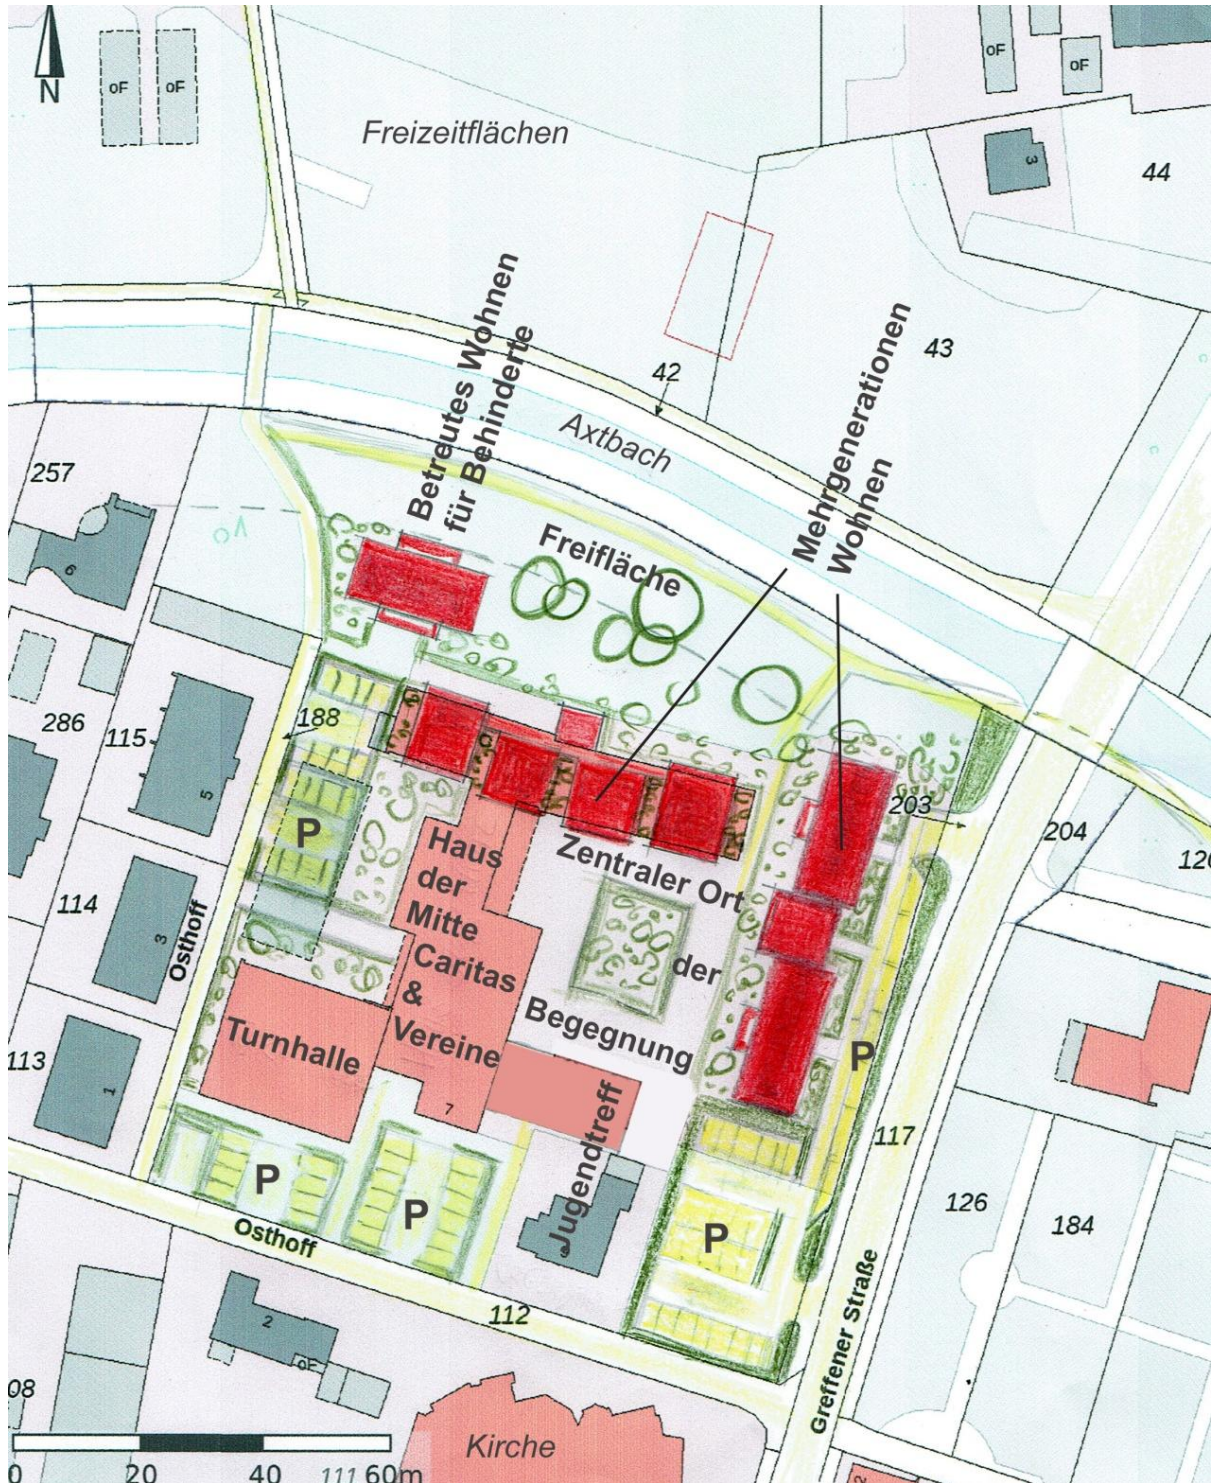 N
oF
oF
oF
oF
Freizeitflächen
3
44
43
42
Axtbach
Betreutes Wohnen
für Behinderte
Mehrgenerationen
Wohnen
257
6
Freifläche
286
115
5
188
203
204
P
Haus
der
Mitte
Caritas
&
Vereine
Zentraler Ort
der
Begegnung
114
3
Osthoff
Turnhalle
113
1
7
P
117
Jugendtreff
9
P
P
P
126
184
Osthoff
112
Greffener Straße
2
oF
Kirche
0 20 40 60m
111